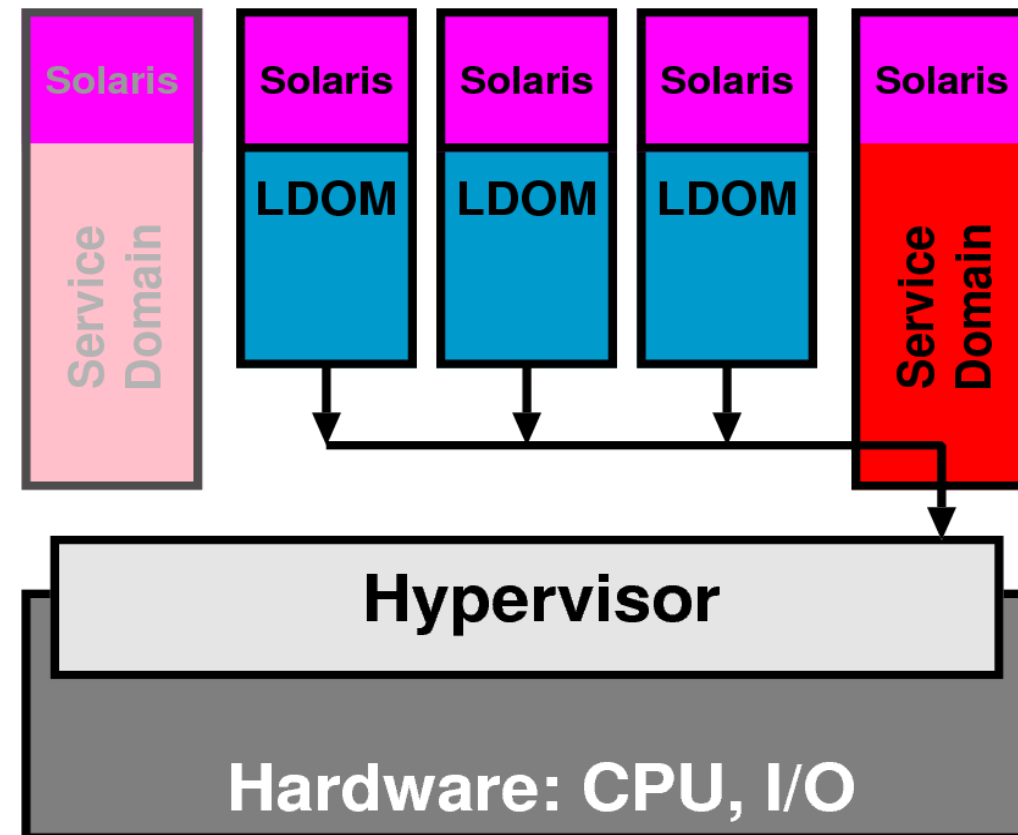 Solaris
Service
Domain
Solaris
LDOM
Solaris
LDOM
Solaris
LDOM
Solaris
Service
Domain
Hypervisor
Hardware: CPU, I/O